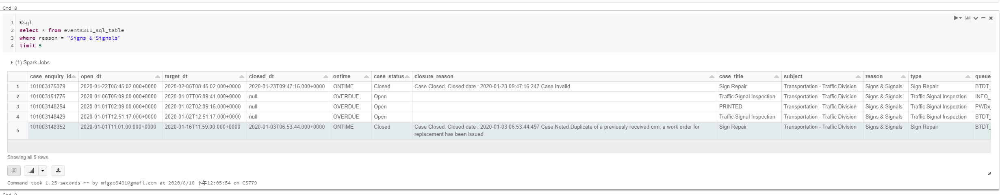 Cmd 8
1 %sql
2 select * from events311_sql_table
3 where reason = "Signs & Signals"
4 limit 5
(1) Spark Jobs
case_enquiry_id open_dt target_dt closed_dt ontime case_status closure_reason case_title subject reason type queue
1 101003175379 2020-01-22T08:45:02.000+0000 2020-02-05T08:45:02.000+0000 2020-01-23T09:47:16.000+0000 ONTIME Closed Case Closed. Closed date : 2020-01-23 09:47:16.247 Case Invalid Sign Repair Transportation - Traffic Division Signs & Signals Sign Repair BTDT_
2 101003151775 2020-01-06T05:09:00.000+0000 2020-01-07T05:09:41.000+0000 null OVERDUE Open Traffic Signal Inspection Transportation - Traffic Division Signs & Signals Traffic Signal Inspection INFO_
3 101003148254 2020-01-01T02:09:00.000+0000 2020-01-02T02:09:16.000+0000 null OVERDUE Open PRINTED Transportation - Traffic Division Signs & Signals Traffic Signal Inspection PWDx_
4 101003148429 2020-01-01T12:51:17.000+0000 2020-01-02T12:51:17.000+0000 null OVERDUE Open Traffic Signal Inspection Transportation - Traffic Division Signs & Signals Traffic Signal Inspection BTDT_
5 101003148352 2020-01-01T11:01:00.000+0000 2020-01-16T11:59:00.000+0000 2020-01-03T06:53:44.000+0000 ONTIME Closed Case Closed. Closed date : 2020-01-03 06:53:44.497 Case Noted Duplicate of a previously received crm; a work order for Sign Repair Transportation - Traffic Division Signs & Signals Sign Repair BTDT_
replacement has been issued.
Showing all 5 rows.
Command took 1.25 seconds -- by migao9401@gmail.com at 2020/8/10 下午12:05:54 on CS779
Cmd 9